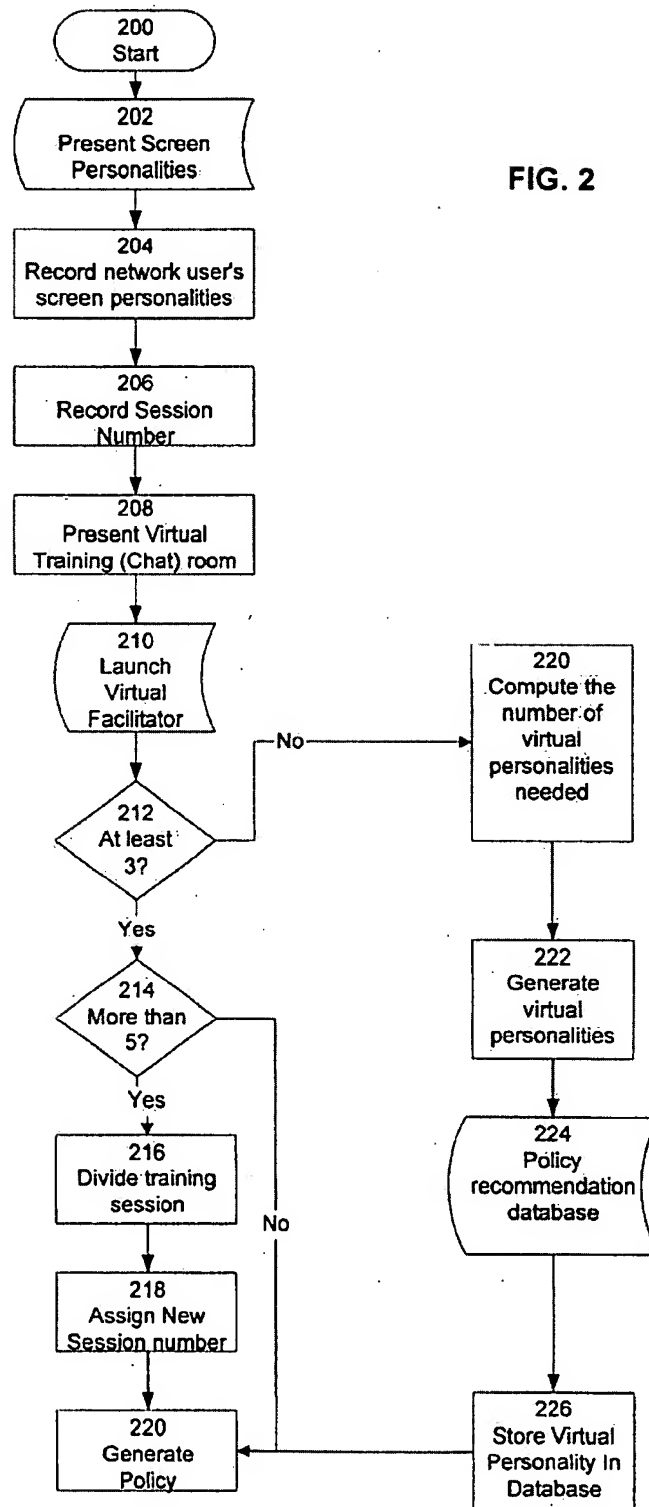 200
Start
202
Present Screen
Personalities
FIG. 2
204
Record network user's
screen personalities
206
Record Session
Number
208
Present Virtual
Training (Chat) room
210
Launch
Virtual
Facilitator
No
220
Compute the
number of
virtual
personalities
needed
212
At least
3?
Yes
214
More than
5?
222
Generate
virtual
personalities
Yes
216
Divide training
session
No
224
Policy
recommendation
database
218
Assign New
Session number
220
Generate
Policy
226
Store Virtual
Personality In
Database